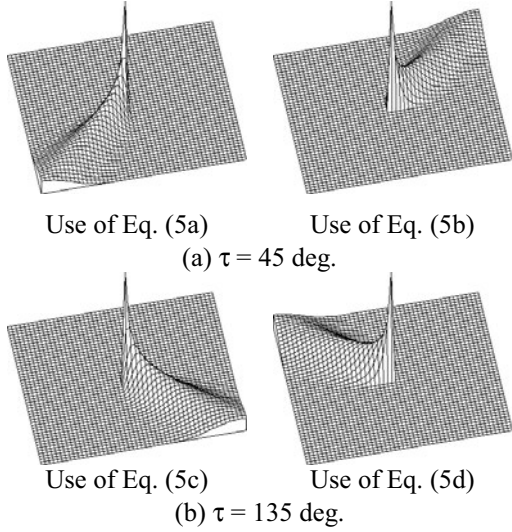 Use of Eq. (5a) Use of Eq. (5b)
(a) τ = 45 deg.
Use of Eq. (5c) Use of Eq. (5d)
(b) τ = 135 deg.